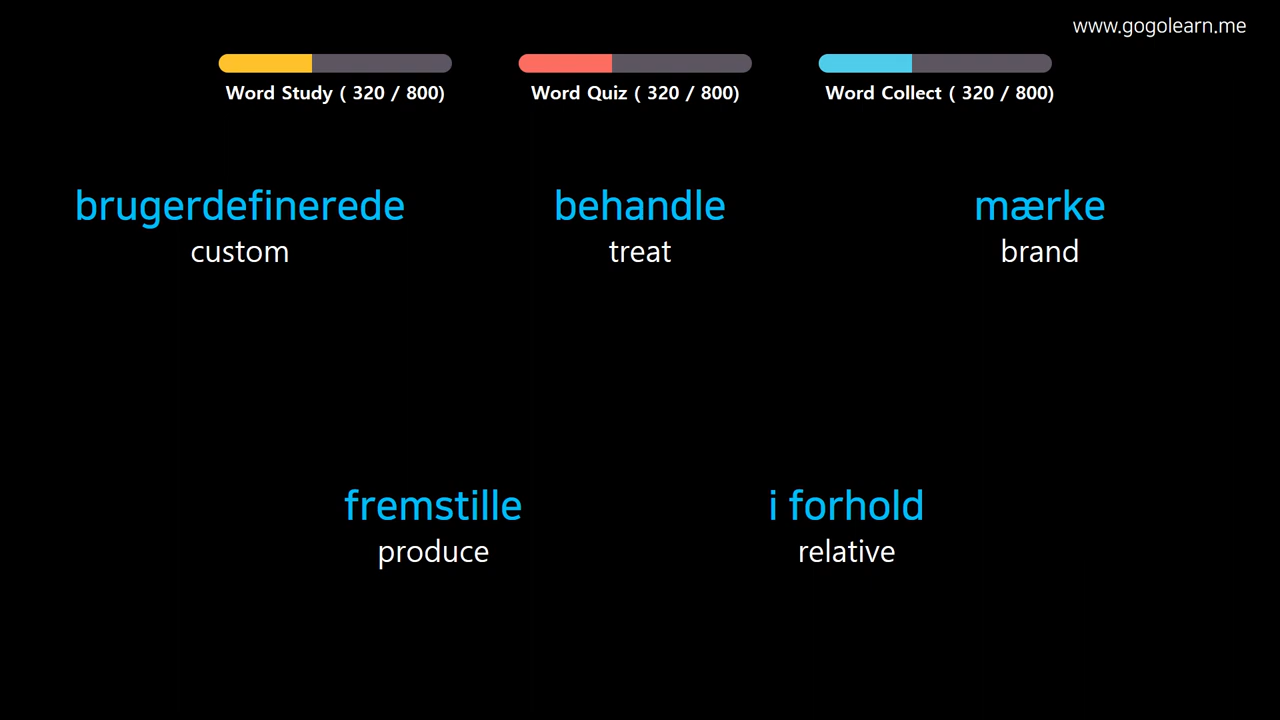 www.gogolearn.me
Word Study ( 320 / 800)
Word Quiz ( 320 / 800)
Word Collect ( 320 / 800)
brugerdefinerede
custom
behandle
treat
mærke
brand
fremstille
produce
i forhold
relative